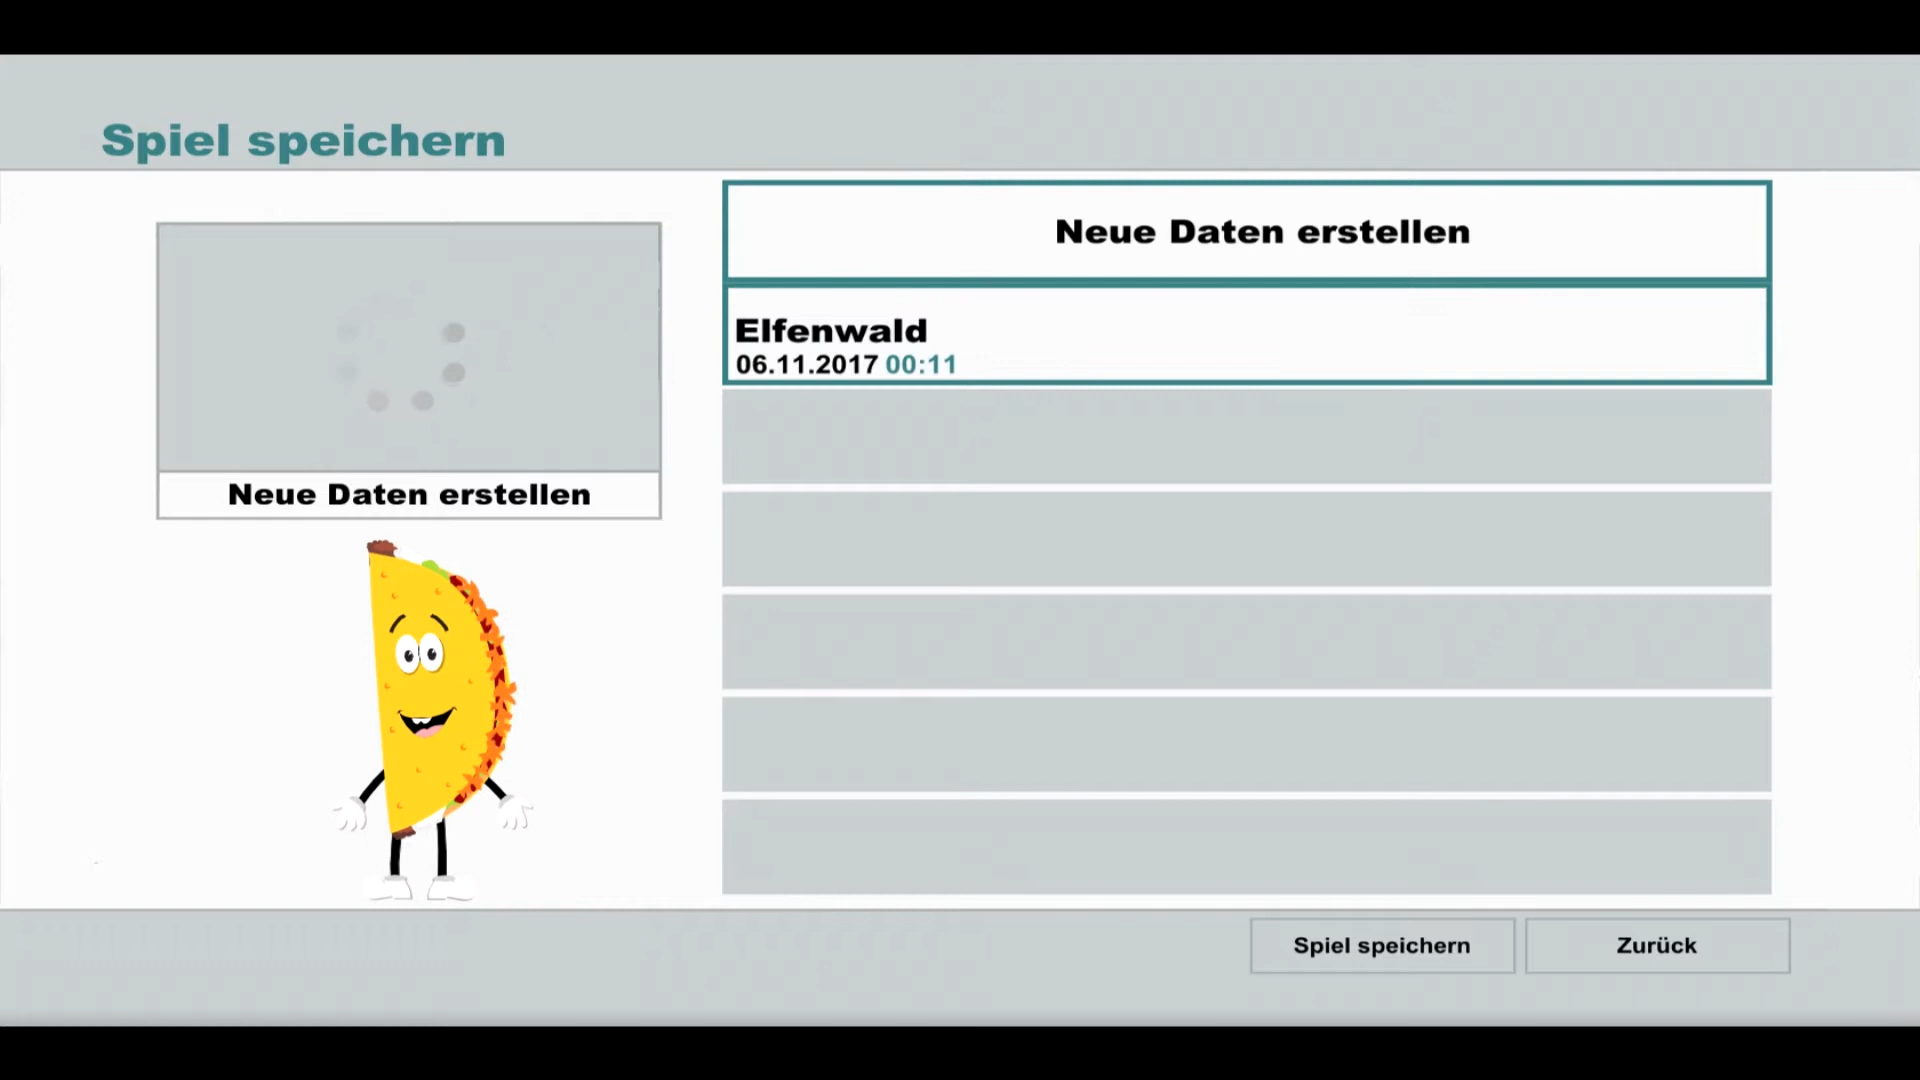 Spiel speichern
Neue Daten erstellen
Elfenwald
06.11.2017 00:11
Neue Daten erstellen
Spiel speichern
Zurück